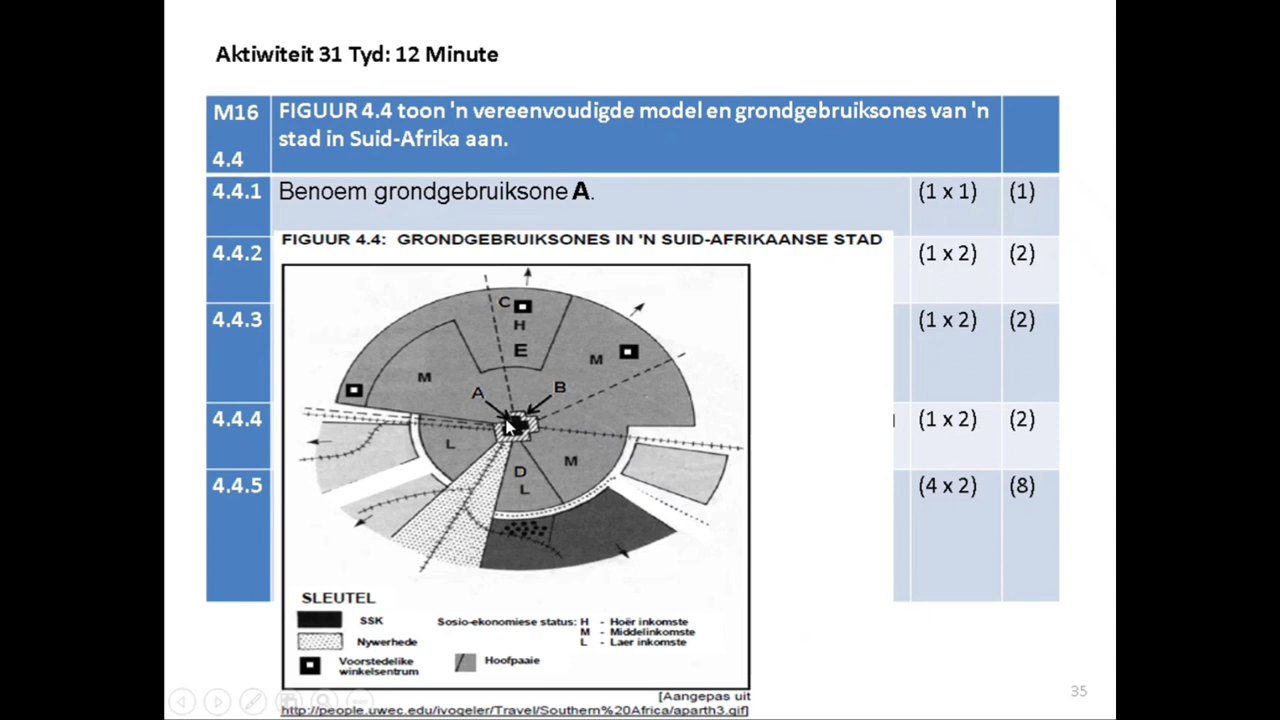 Aktiwiteit 31 Tyd: 12 Minute
M16
4.4
FIGUUR 4.4 toon 'n vereenvoudigde model en grondgebruiksones van 'n
stad in Suid-Afrika aan.
4.4.1 Benoem grondgebruiksone A. (1 x 1) (1)
FIGUUR 4.4: GRONDGEBRUIKSONES IN 'N SUID-AFRIKAANSE STAD
4.4.2 (1 x 2) (2)
4.4.3 (1 x 2) (2)
4.4.4 (1 x 2) (2)
4.4.5 (4 x 2) (8)
C
H
E
M
M
A
B
L
M
D
L
SLEUTEL
SSK
Nywerhede
Voorstedelike
winkelsentrum
Sosio-ekonomiese status: H - Hoër inkomste
M - Middelinkomste
L - Laer inkomste
Hoofpaaie
[Aangepas uit
http://people.uwec.edu/ivogeler/Travel/Southern%20Africa/aparth3.gif]
35